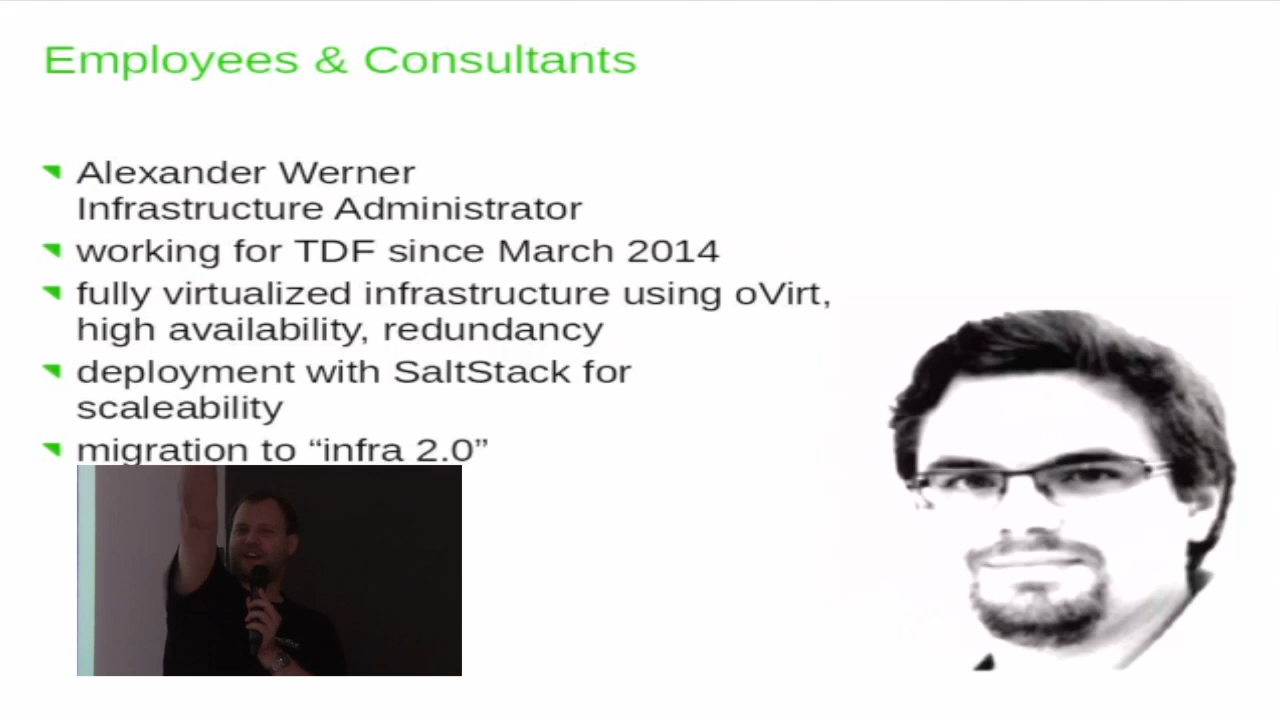 Employees & Consultants
Alexander Werner
Infrastructure Administrator
working for TDF since March 2014
fully virtualized infrastructure using oVirt,
high availability, redundancy
deployment with SaltStack for
scaleability
migration to “infra 2.0”